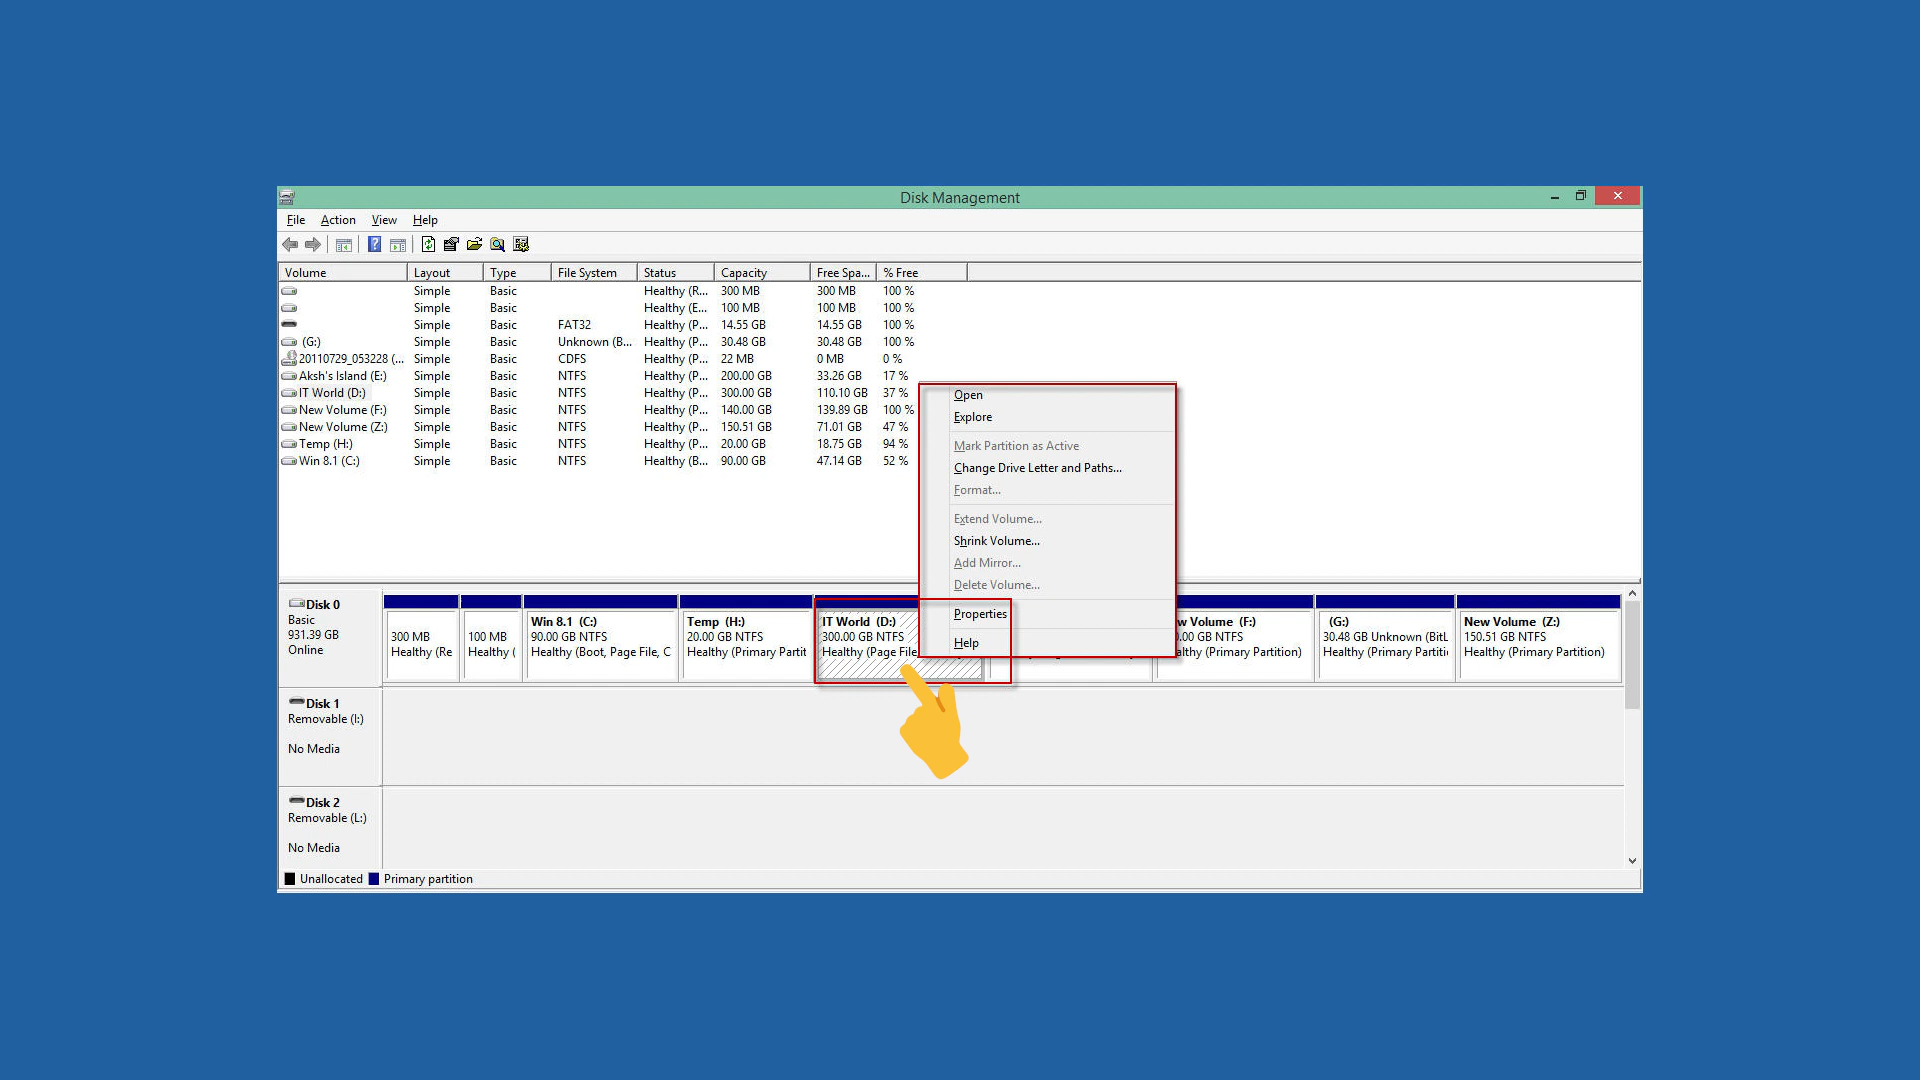 Disk Management
File Action View Help
Volume Layout Type File System Status Capacity Free Spa... % Free
Simple Basic Healthy (R... 300 MB 300 MB 100 %
Simple Basic Healthy (E... 100 MB 100 MB 100 %
Simple Basic FAT32 Healthy (P... 14.55 GB 14.55 GB 100 %
(G:) Simple Basic Unknown (B... Healthy (P... 30.48 GB 30.48 GB 100 %
20110729_053228 (... Simple Basic CDFS Healthy (P... 22 MB 0 MB 0 %
Aksh's Island (E:) Simple Basic NTFS Healthy (P... 200.00 GB 33.26 GB 17 %
IT World (D:) Simple Basic NTFS Healthy (P... 300.00 GB 110.10 GB 37 %
New Volume (F:) Simple Basic NTFS Healthy (P... 140.00 GB 139.89 GB 100 %
New Volume (Z:) Simple Basic NTFS Healthy (P... 150.51 GB 71.01 GB 47 %
Temp (H:) Simple Basic NTFS Healthy (P... 20.00 GB 18.75 GB 94 %
Win 8.1 (C:) Simple Basic NTFS Healthy (B... 90.00 GB 47.14 GB 52 %
Open
Explore
Mark Partition as Active
Change Drive Letter and Paths...
Format...
Extend Volume...
Shrink Volume...
Add Mirror...
Delete Volume...
Properties
Help
Disk 0
Basic
931.39 GB
Online
300 MB
Healthy (Re
100 MB
Healthy (
Win 8.1 (C:)
90.00 GB NTFS
Healthy (Boot, Page File, C
Temp (H:)
20.00 GB NTFS
Healthy (Primary Partit
IT World (D:)
300.00 GB NTFS
Healthy (Page File
w Volume (F:)
.00 GB NTFS
althy (Primary Partition)
(G:)
30.48 GB Unknown (BitL
Healthy (Primary Partiti
New Volume (Z:)
150.51 GB NTFS
Healthy (Primary Partition)
Disk 1
Removable (I:)
No Media
Disk 2
Removable (L:)
No Media
Unallocated Primary partition